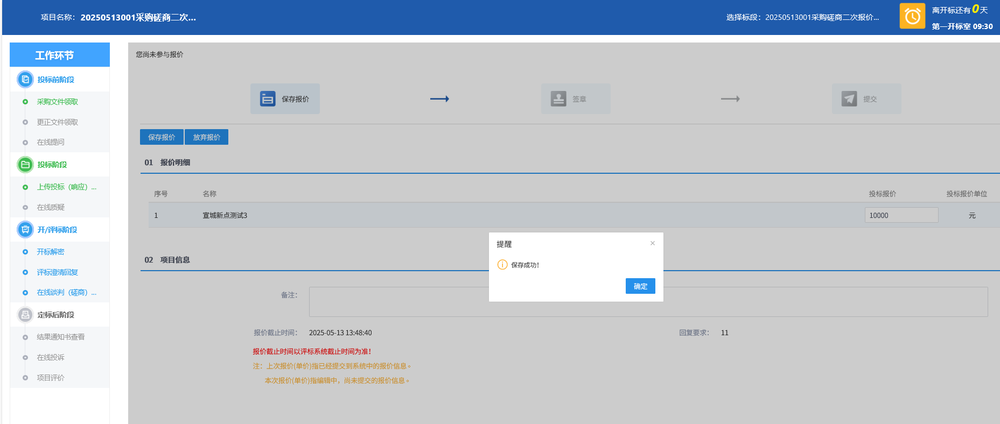 项目名称：20250513001采购磋商二次...
选择标段：20250513001采购磋商二次报价...
离开标还有0天
第一开标室 09:30
工作环节
投标前阶段
采购文件领取
更正文件领取
在线提问
投标阶段
上传投标（响应）...
在线质疑
开/评标阶段
开标解密
评标澄清回复
在线谈判（磋商）...
定标后阶段
结果通知书查看
在线投诉
项目评价
您尚未参与报价
保存报价
签章
提交
保存报价 放弃报价
01 报价明细
序号 名称 投标报价 投标报价单位
1 宣城新点测试3 10000 元
提醒
×
保存成功！
确定
02 项目信息
备注：
报价截止时间： 2025-05-13 13:48:40 回复要求： 11
报价截止时间以评标系统截止时间为准！
注：上次报价(单价)指已经提交到系统中的报价信息。
本次报价(单价)指编辑中，尚未提交的报价信息。